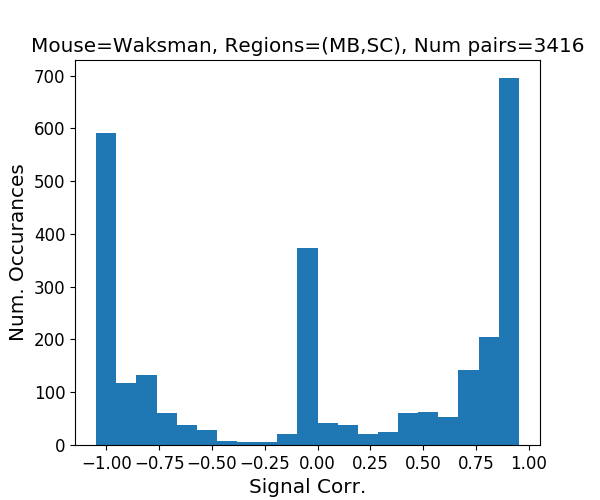 Mouse=Waksman, Regions=(MB,SC), Num pairs=3416
700
600
500
400
300
200
100
0
Num. Occurances
−1.00 −0.75 −0.50 −0.25 0.00 0.25 0.50 0.75 1.00
Signal Corr.